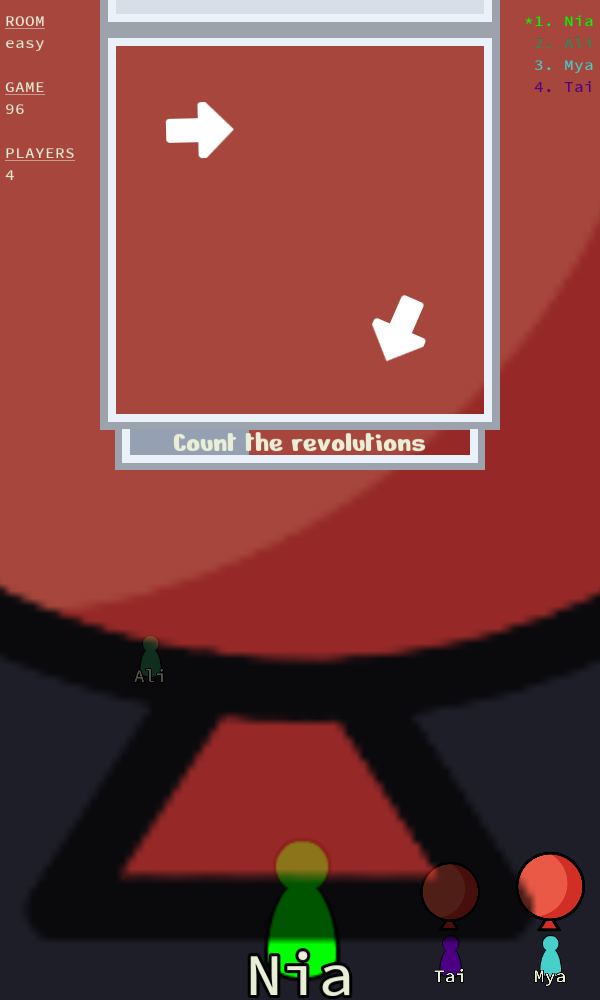 ROOM
easy
GAME
96
PLAYERS
4
★1. Nia
2. Ali
3. Mya
4. Tai
Count the revolutions
Ali
Nia
Tai
Mya